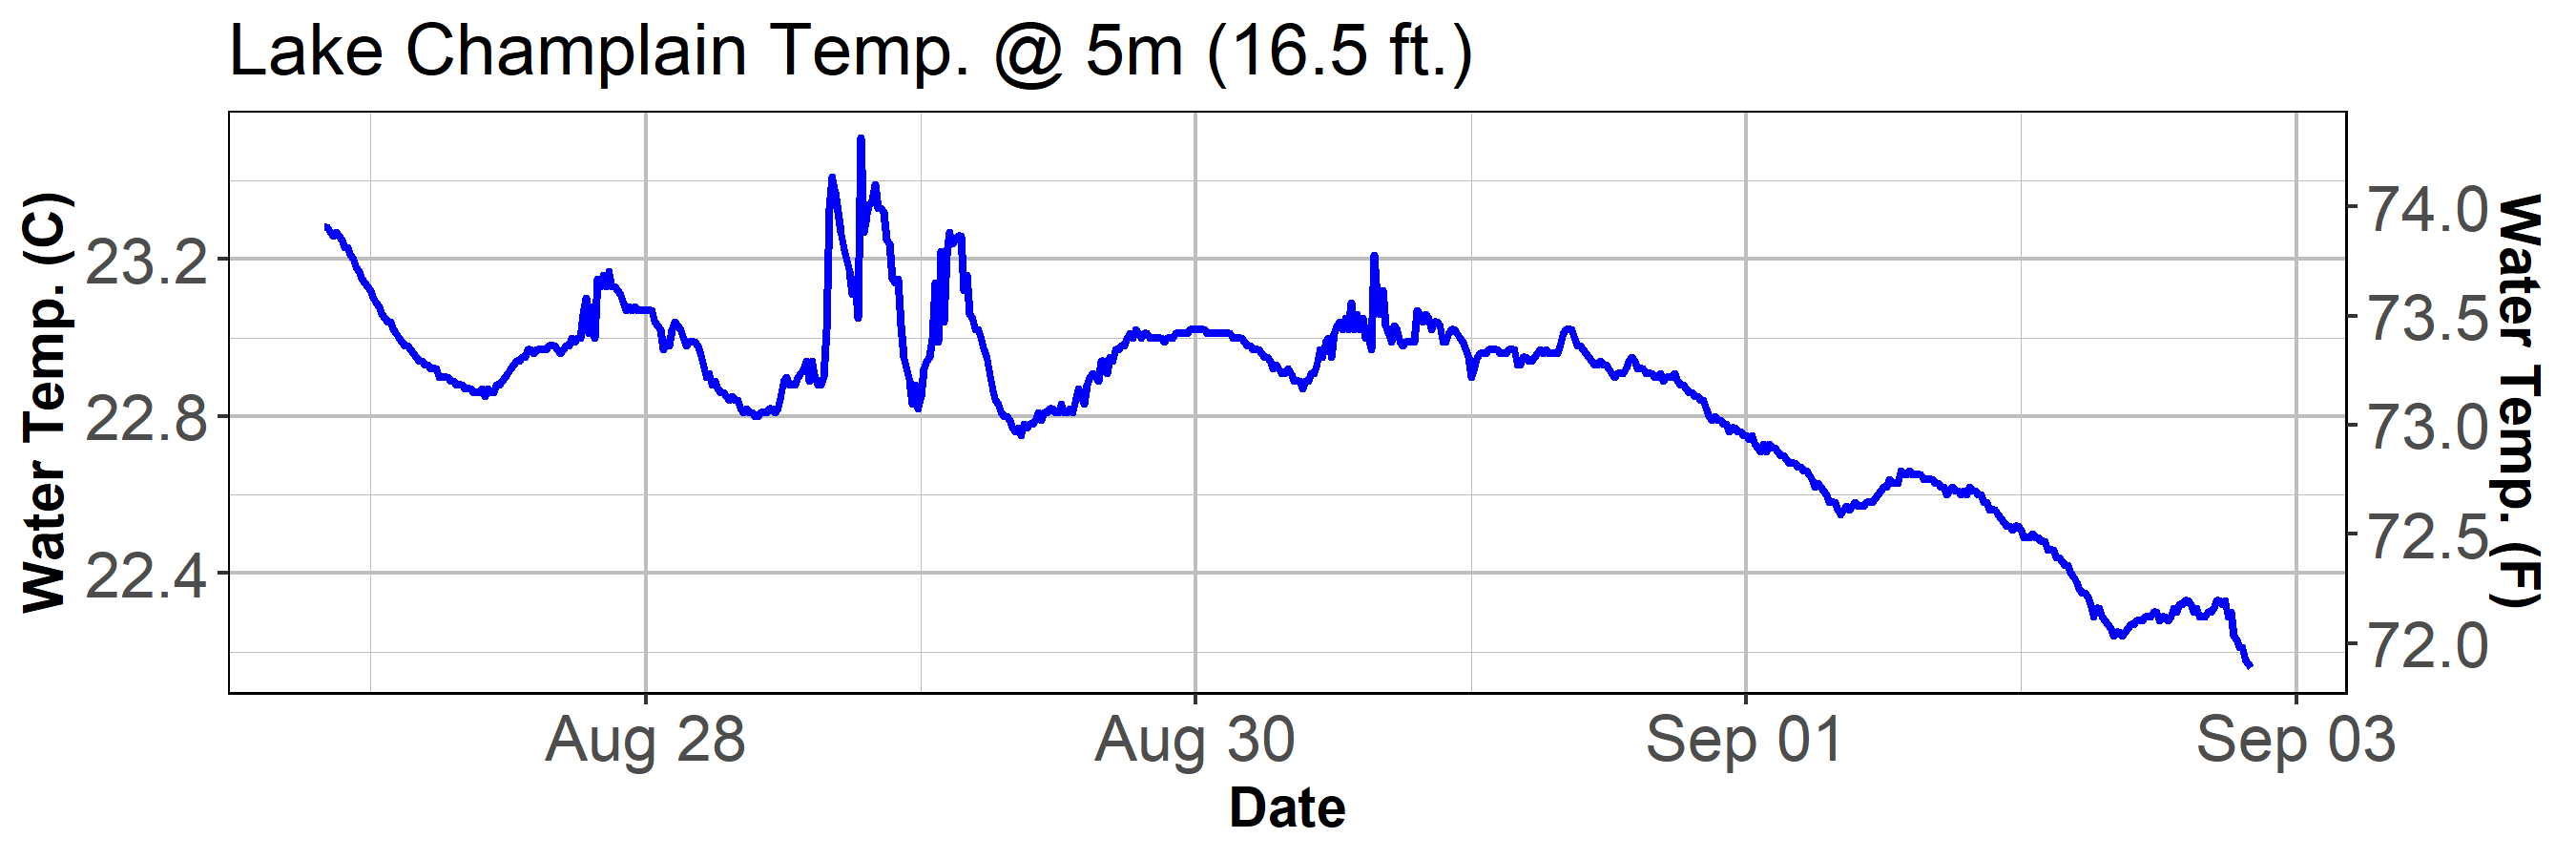 Lake Champlain Temp. @ 5m (16.5 ft.)
Water Temp. (C)
23.2
22.8
22.4
74.0
73.5
73.0
72.5
72.0
Water Temp. (F)
Aug 28
Aug 30
Sep 01
Sep 03
Date